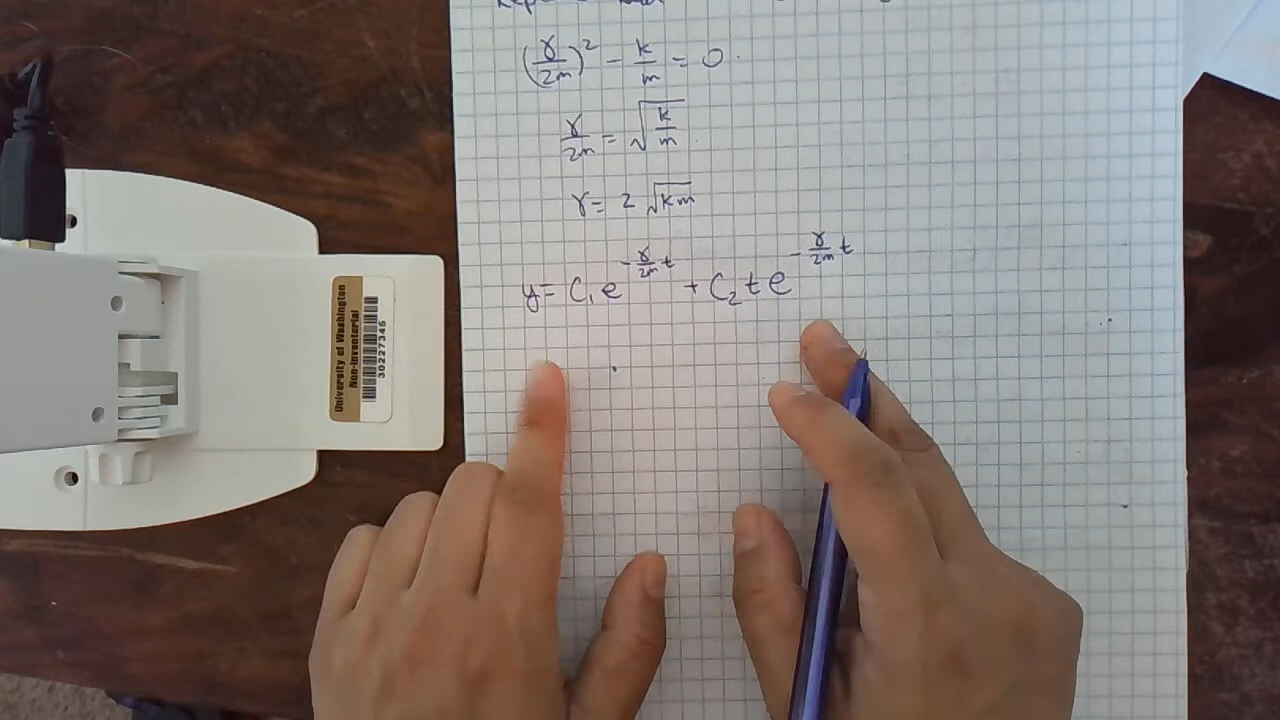 (γ/2m)² - k/m = 0.
γ/2m = √(k/m).
γ = 2 √km
y = C₁e^(-γ/2m t) + C₂te^(-γ/2m t)
University of Washington
Non-Inventorial
30227345